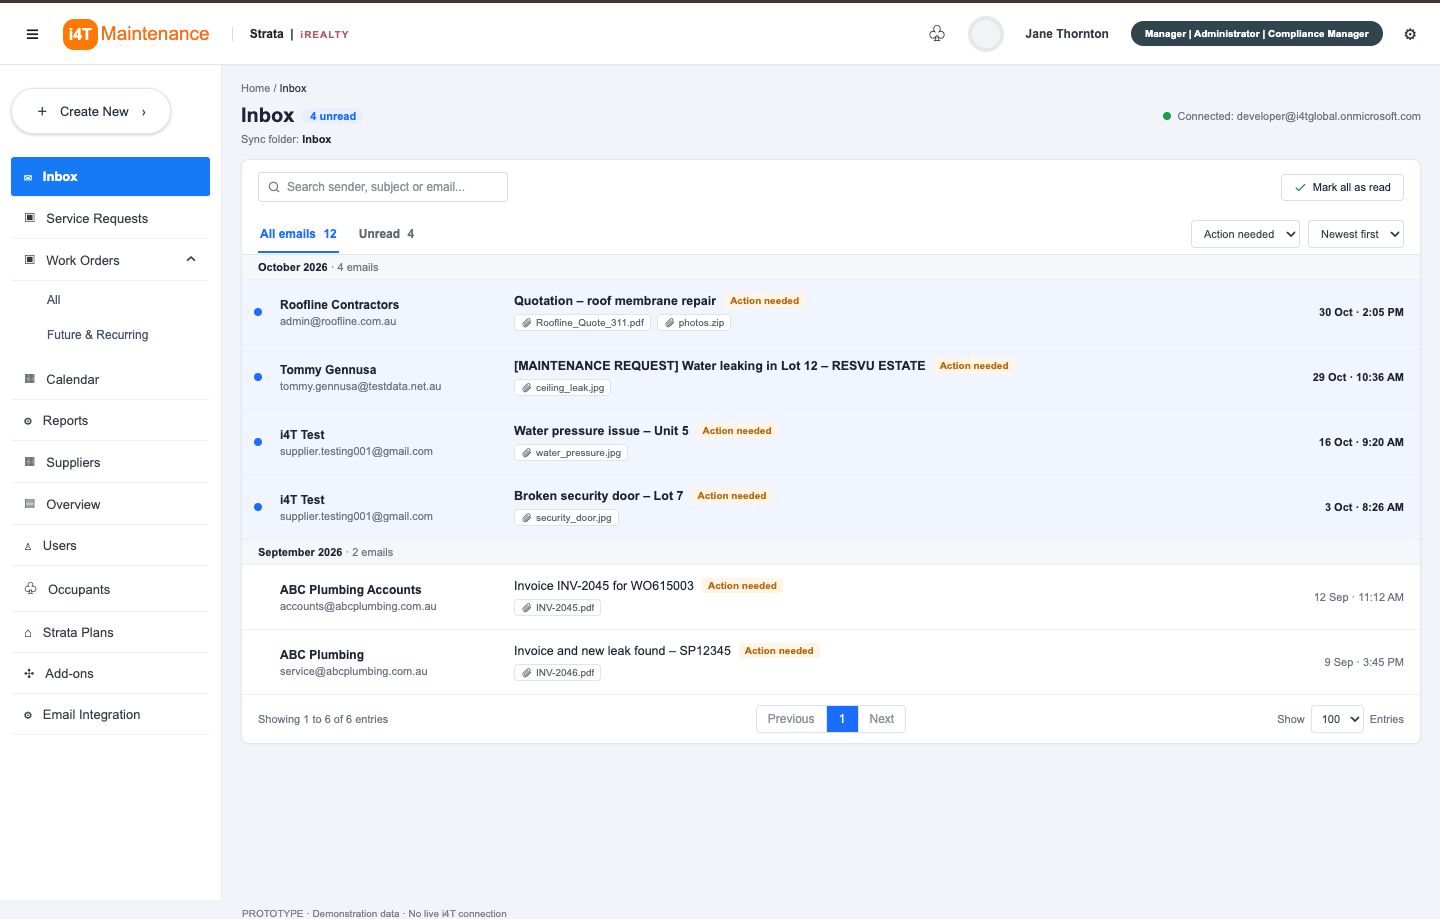 i4T Maintenance
Strata | iREALTY
Jane Thornton
Manager | Administrator | Compliance Manager
+ Create New ›
Inbox
Service Requests
Work Orders
All
Future & Recurring
Calendar
Reports
Suppliers
Overview
Users
Occupants
Strata Plans
Add-ons
Email Integration
Home / Inbox
Inbox 4 unread
Connected: developer@i4tglobal.onmicrosoft.com
Sync folder: Inbox
Search sender, subject or email...
Mark all as read
All emails 12 Unread 4
Action needed Newest first
October 2026 · 4 emails
Roofline Contractors
admin@roofline.com.au
Quotation – roof membrane repair Action needed
Roofline_Quote_311.pdf photos.zip
30 Oct · 2:05 PM
Tommy Gennusa
tommy.gennusa@testdata.net.au
[MAINTENANCE REQUEST] Water leaking in Lot 12 – RESVU ESTATE Action needed
ceiling_leak.jpg
29 Oct · 10:36 AM
i4T Test
supplier.testing001@gmail.com
Water pressure issue – Unit 5 Action needed
water_pressure.jpg
16 Oct · 9:20 AM
i4T Test
supplier.testing001@gmail.com
Broken security door – Lot 7 Action needed
security_door.jpg
3 Oct · 8:26 AM
September 2026 · 2 emails
ABC Plumbing Accounts
accounts@abcplumbing.com.au
Invoice INV-2045 for WO615003 Action needed
INV-2045.pdf
12 Sep · 11:12 AM
ABC Plumbing
service@abcplumbing.com.au
Invoice and new leak found – SP12345 Action needed
INV-2046.pdf
9 Sep · 3:45 PM
Showing 1 to 6 of 6 entries
Previous 1 Next
Show 100 Entries
PROTOTYPE · Demonstration data · No live i4T connection